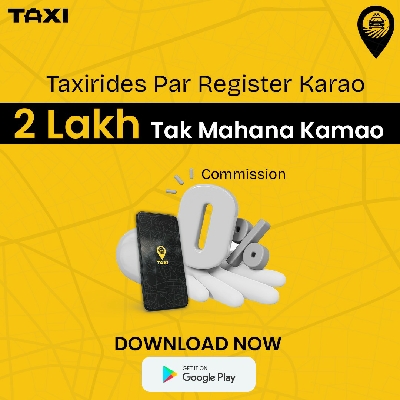 TAXI
Taxirides Par Register Karao
2 Lakh Tak Mahana Kamao
Commission
0%
TAXI
DOWNLOAD NOW
GET IT ON
Google Play